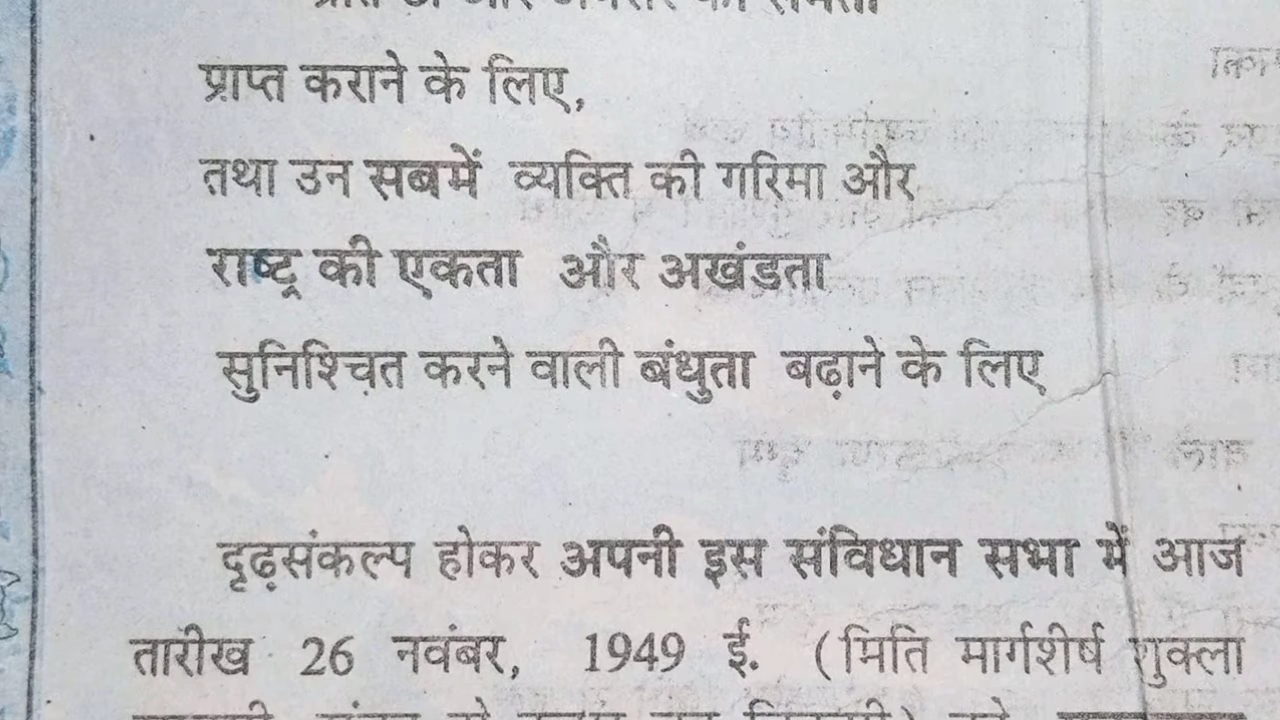 प्राप्त कराने के लिए,
तथा उन सबमें व्यक्ति की गरिमा और
राष्ट्र की एकता और अखंडता
सुनिश्चित करने वाली बंधुता बढ़ाने के लिए
दृढ़संकल्प होकर अपनी इस संविधान सभा में आज
तारीख 26 नवंबर, 1949 ई. (मिति मार्गशीर्ष शुक्ला